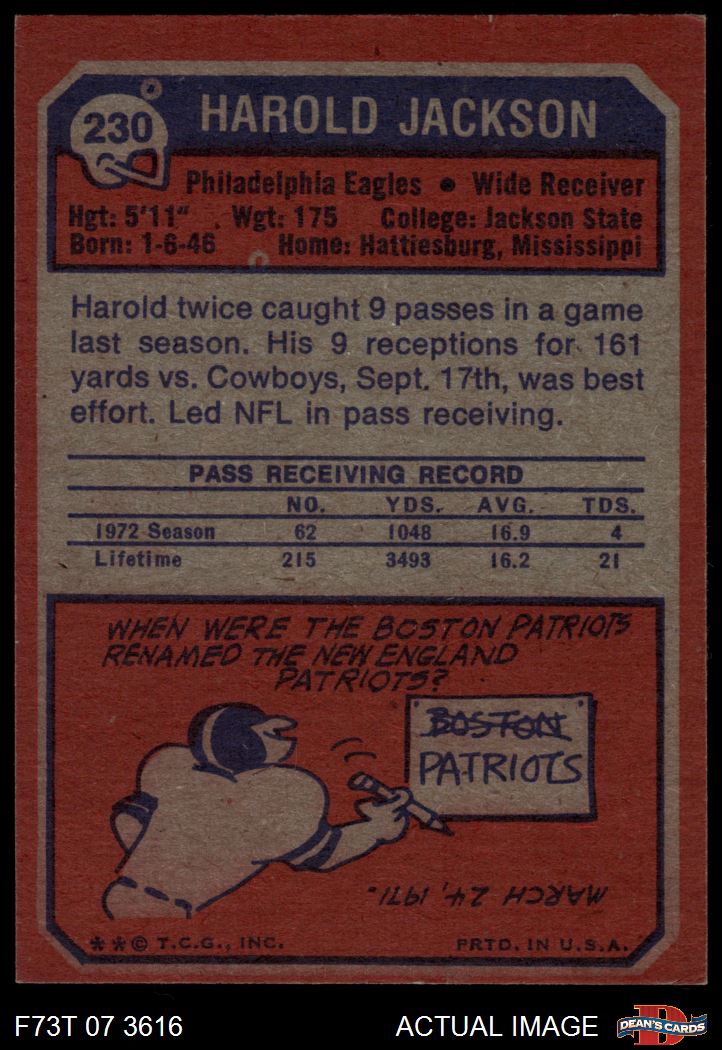 230
HAROLD JACKSON
Philadelphia Eagles • Wide Receiver
Hgt: 5'11" . Wgt: 175 College: Jackson State
Born: 1-6-46 Home: Hattiesburg, Mississippi
Harold twice caught 9 passes in a game
last season. His 9 receptions for 161
yards vs. Cowboys, Sept. 17th, was best
effort. Led NFL in pass receiving.
PASS RECEIVING RECORD
NO. YDS. AVG. TDS.
1972 Season 62 1048 16.9 4
Lifetime 215 3493 16.2 21
WHEN WERE THE BOSTON PATRIOTS
RENAMED THE NEW ENGLAND
PATRIOTS?
BOSTON
PATRIOTS
MARCH 24, 1971.
**© T.C.G., INC. PRTD. IN U.S.A.
F73T 07 3616 ACTUAL IMAGE D DEAN'S CARDS